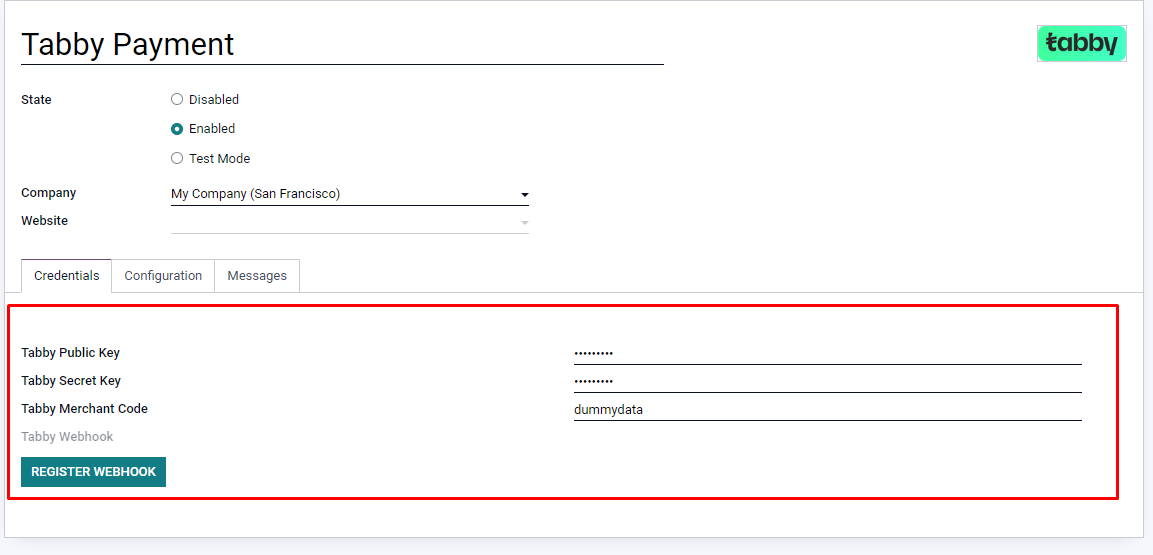 Tabby Payment
tabby
State
Disabled
Enabled
Test Mode
Company
My Company (San Francisco)
Website
Credentials
Configuration
Messages
Tabby Public Key
•••••••••
Tabby Secret Key
•••••••••
Tabby Merchant Code
dummydata
Tabby Webhook
REGISTER WEBHOOK